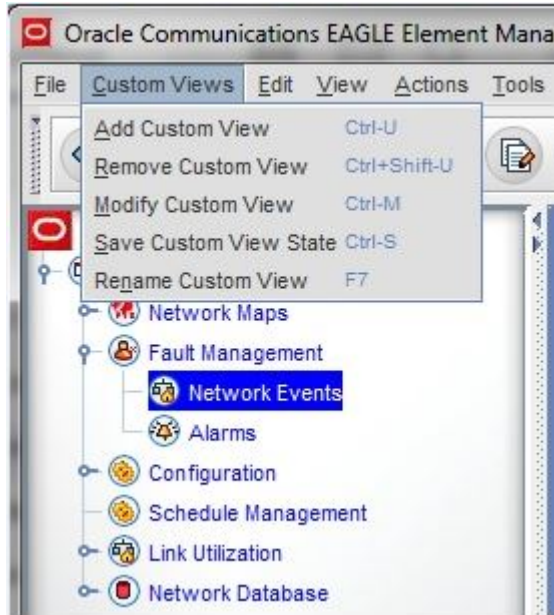 Oracle Communications EAGLE Element Mana
File Custom Views Edit View Actions Tools
Add Custom View Ctrl-U
Remove Custom View Ctrl+Shift-U
Modify Custom View Ctrl-M
Save Custom View State Ctrl-S
Rename Custom View F7
Network Maps
Fault Management
Network Events
Alarms
Configuration
Schedule Management
Link Utilization
Network Database